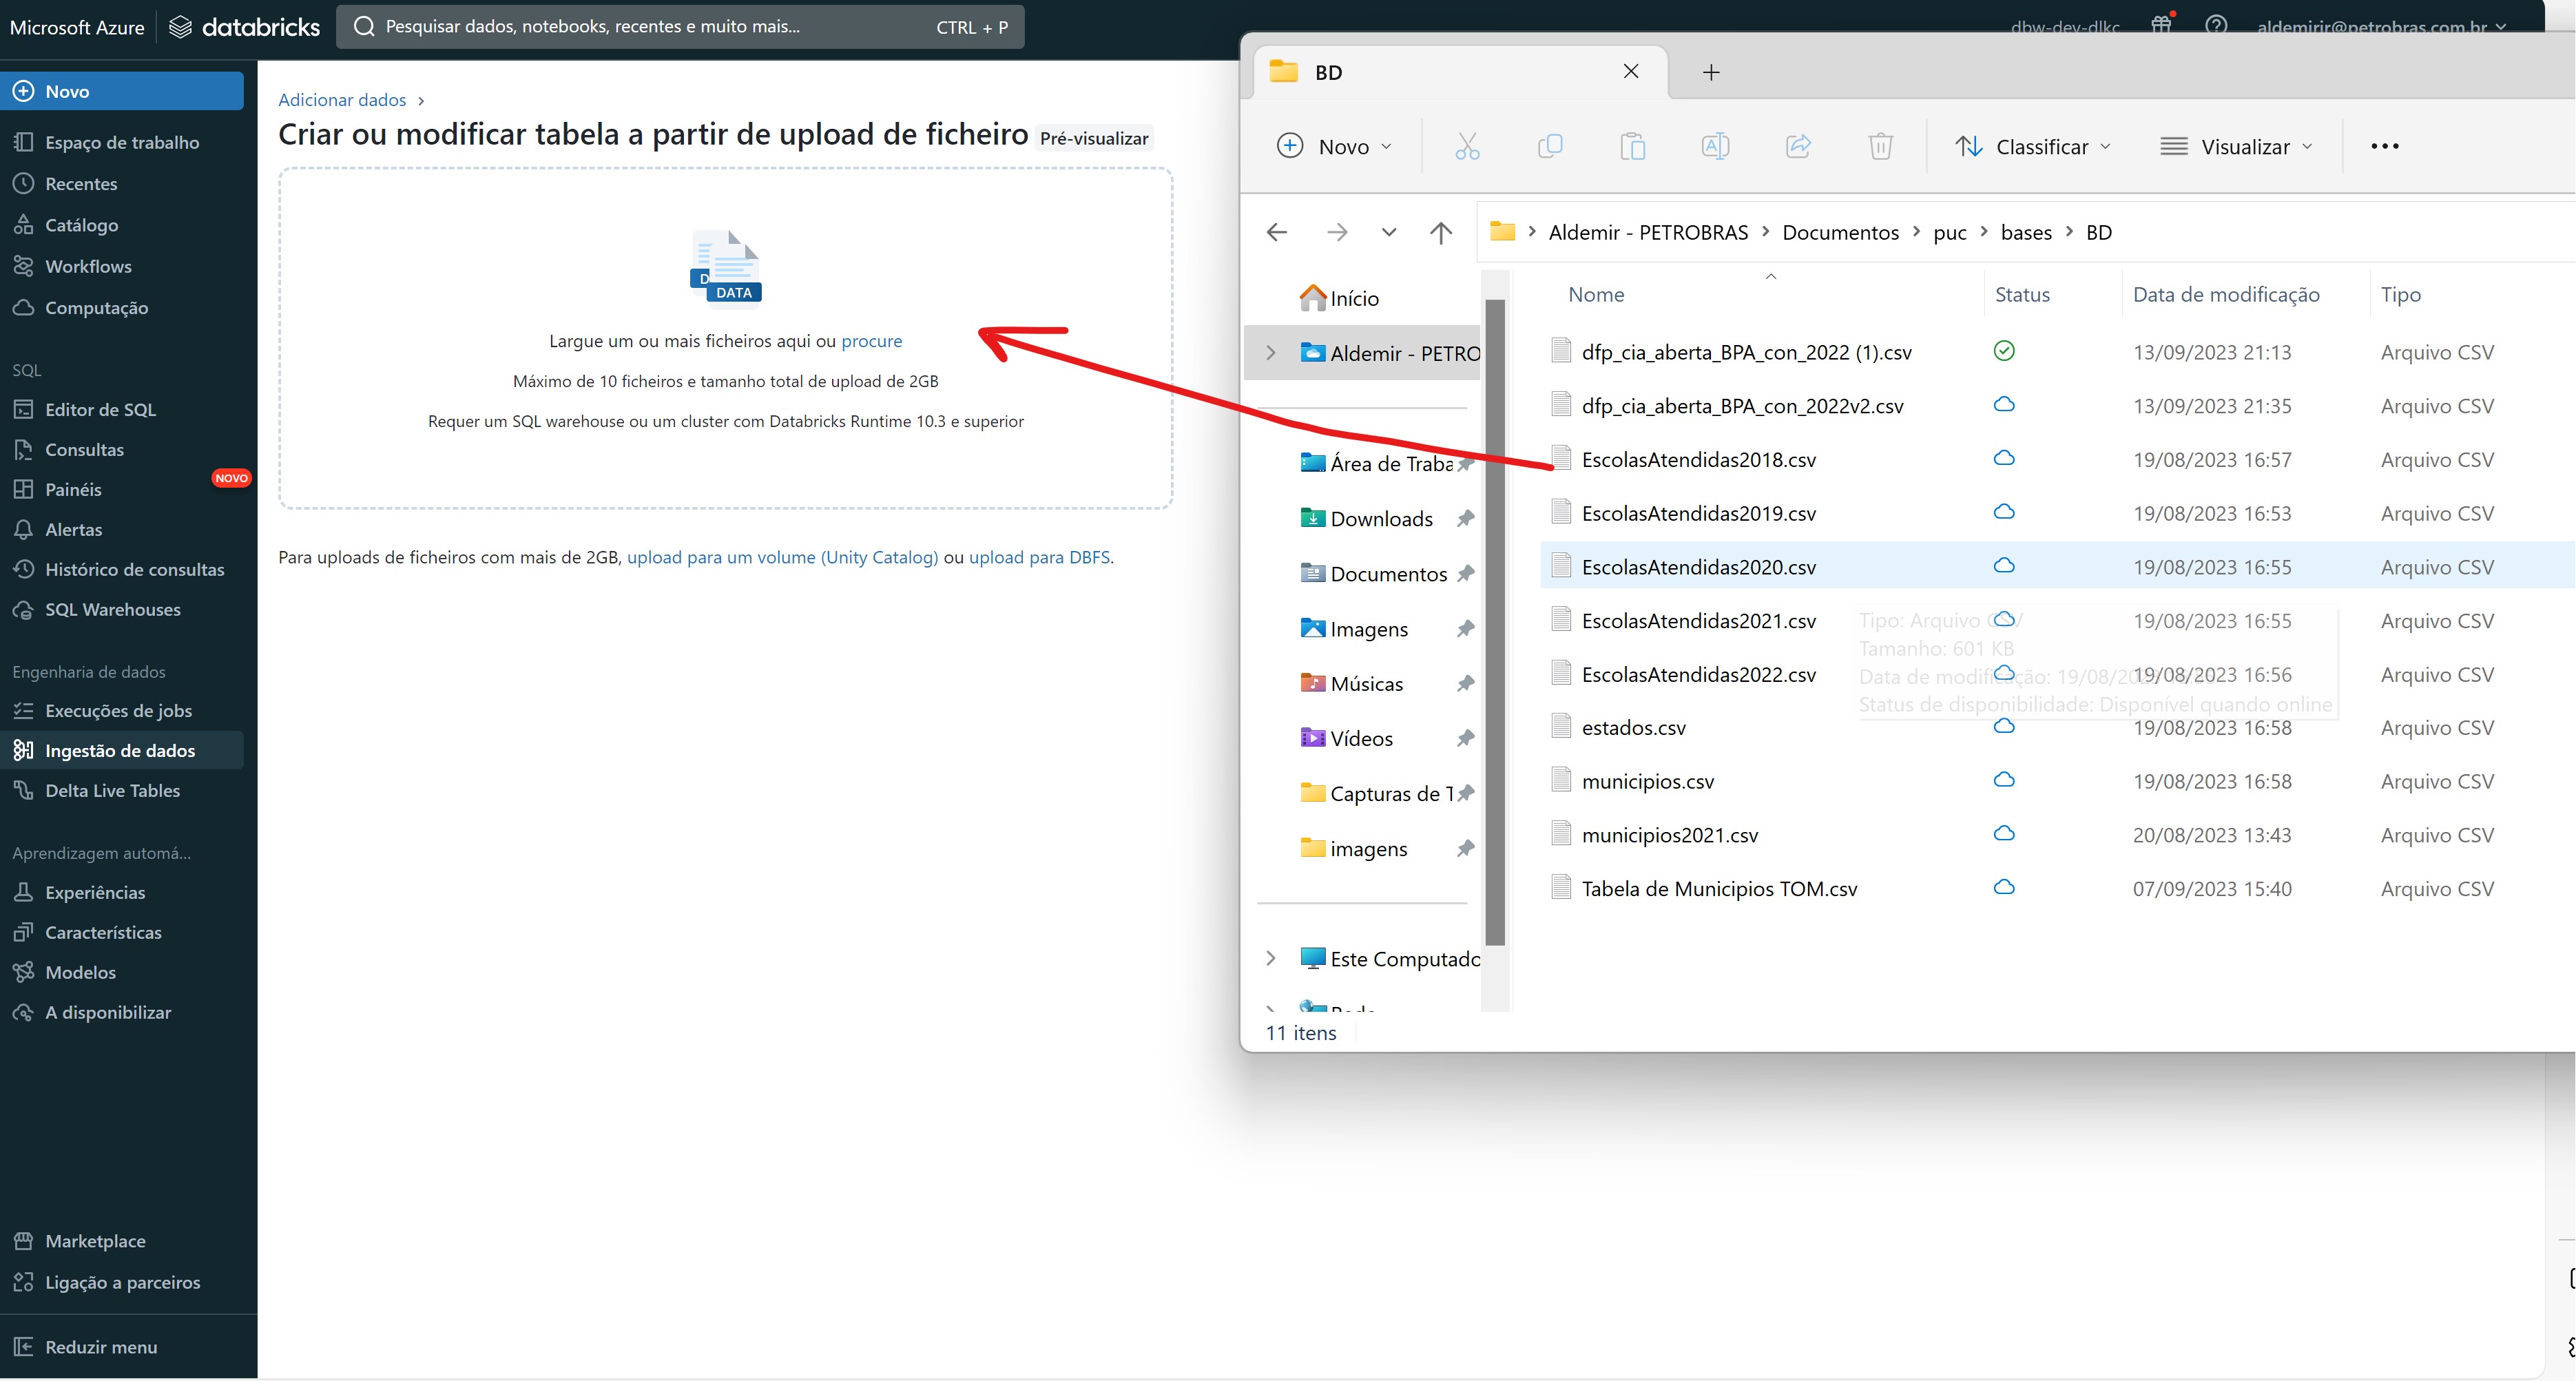 Microsoft Azure databricks
Pesquisar dados, notebooks, recentes e muito mais... CTRL + P
dbw-dev-dlkc
aldemirir@petrobras.com.br
Novo
Espaço de trabalho
Recentes
Catálogo
Workflows
Computação
SQL
Editor de SQL
Consultas
Painéis
NOVO
Alertas
Histórico de consultas
SQL Warehouses
Engenharia de dados
Execuções de jobs
Ingestão de dados
Delta Live Tables
Aprendizagem automá...
Experiências
Características
Modelos
A disponibilizar
Marketplace
Ligação a parceiros
Reduzir menu
Adicionar dados ›
Criar ou modificar tabela a partir de upload de ficheiro Pré-visualizar
D
DATA
Largue um ou mais ficheiros aqui ou procure
Máximo de 10 ficheiros e tamanho total de upload de 2GB
Requer um SQL warehouse ou um cluster com Databricks Runtime 10.3 e superior
Para uploads de ficheiros com mais de 2GB, upload para um volume (Unity Catalog) ou upload para DBFS.
BD
Novo
Classificar
Visualizar
Aldemir - PETROBRAS › Documentos › puc › bases › BD
Início
Aldemir - PETRO
Área de Traba
Downloads
Documentos
Imagens
Músicas
Vídeos
Capturas de T
imagens
Este Computado
Nome Status Data de modificação Tipo
dfp_cia_aberta_BPA_con_2022 (1).csv 13/09/2023 21:13 Arquivo CSV
dfp_cia_aberta_BPA_con_2022v2.csv 13/09/2023 21:35 Arquivo CSV
EscolasAtendidas2018.csv 19/08/2023 16:57 Arquivo CSV
EscolasAtendidas2019.csv 19/08/2023 16:53 Arquivo CSV
EscolasAtendidas2020.csv 19/08/2023 16:55 Arquivo CSV
EscolasAtendidas2021.csv 19/08/2023 16:55 Arquivo CSV
EscolasAtendidas2022.csv 19/08/2023 16:56 Arquivo CSV
estados.csv 19/08/2023 16:58 Arquivo CSV
municipios.csv 19/08/2023 16:58 Arquivo CSV
municipios2021.csv 20/08/2023 13:43 Arquivo CSV
Tabela de Municipios TOM.csv 07/09/2023 15:40 Arquivo CSV
Tipo: Arquivo CSV
Tamanho: 601 KB
Data de modificação: 19/08/
Status de disponibilidade: Disponível quando online
11 itens